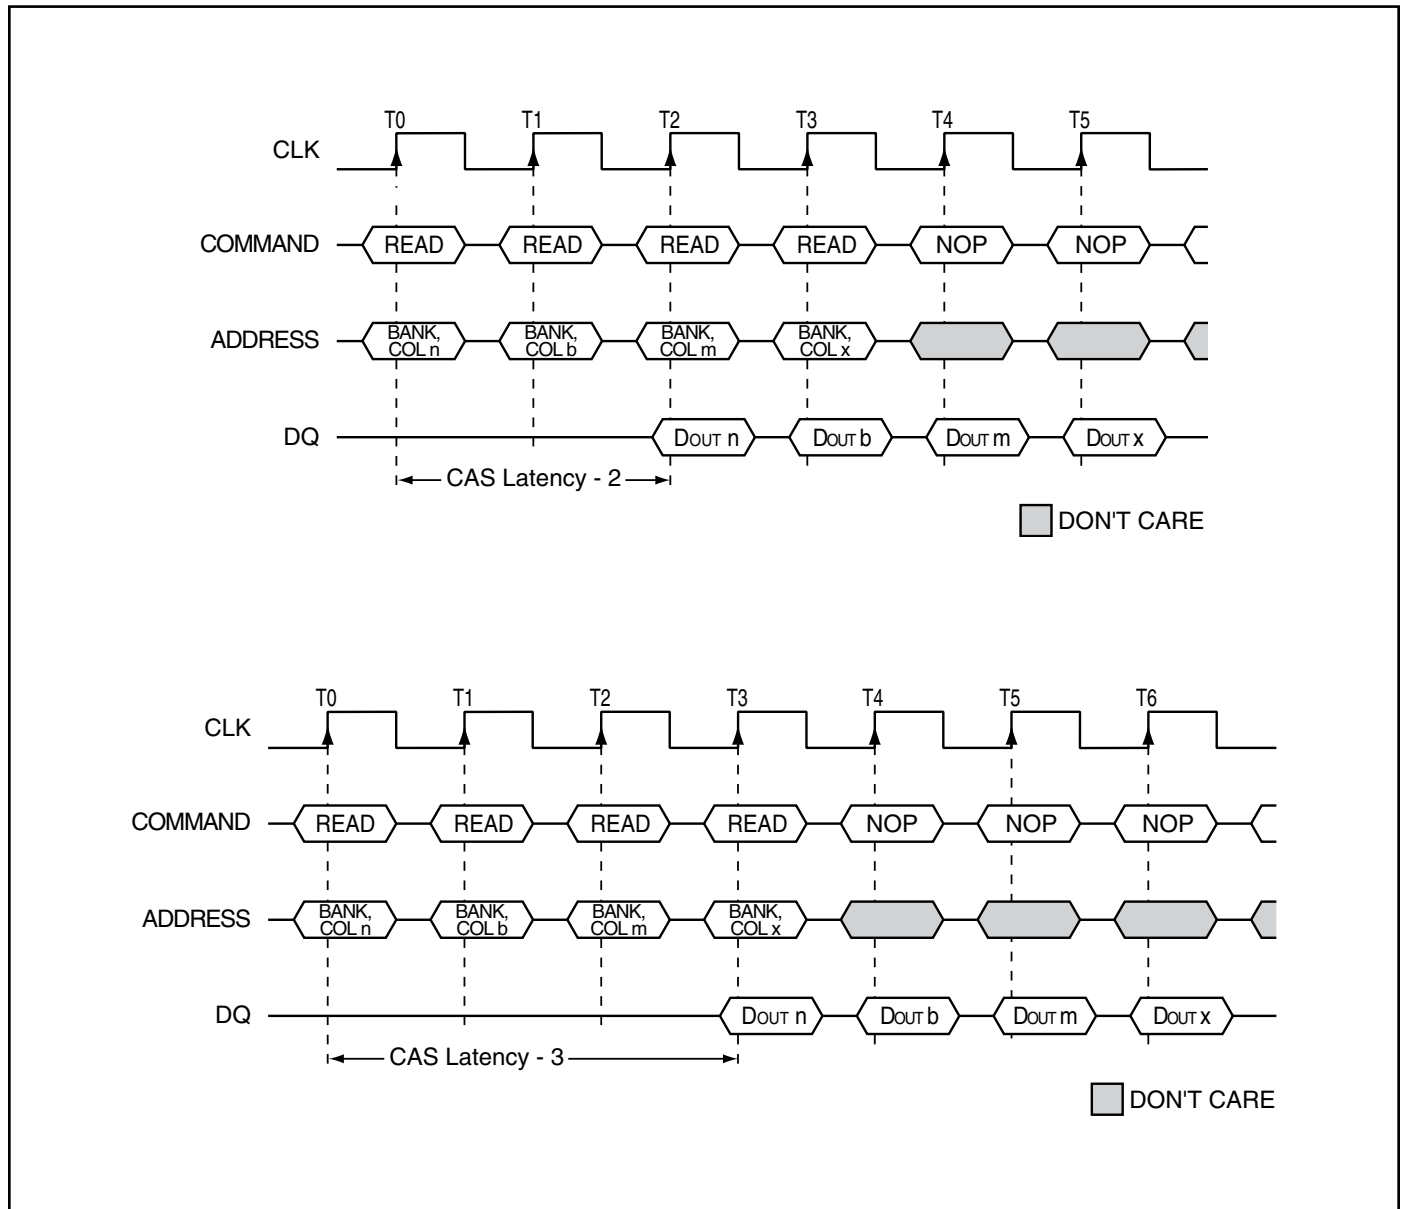 T0 T1 T2 T3 T4 T5
CLK
COMMAND READ READ READ READ NOP NOP
ADDRESS BANK, COL n BANK, COL b BANK, COL m BANK, COL x
DQ DOUT n DOUT b DOUT m DOUT x
CAS Latency - 2
DON'T CARE
T0 T1 T2 T3 T4 T5 T6
CLK
COMMAND READ READ READ READ NOP NOP NOP
ADDRESS BANK, COL n BANK, COL b BANK, COL m BANK, COL x
DQ DOUT n DOUT b DOUT m DOUT x
CAS Latency - 3
DON'T CARE